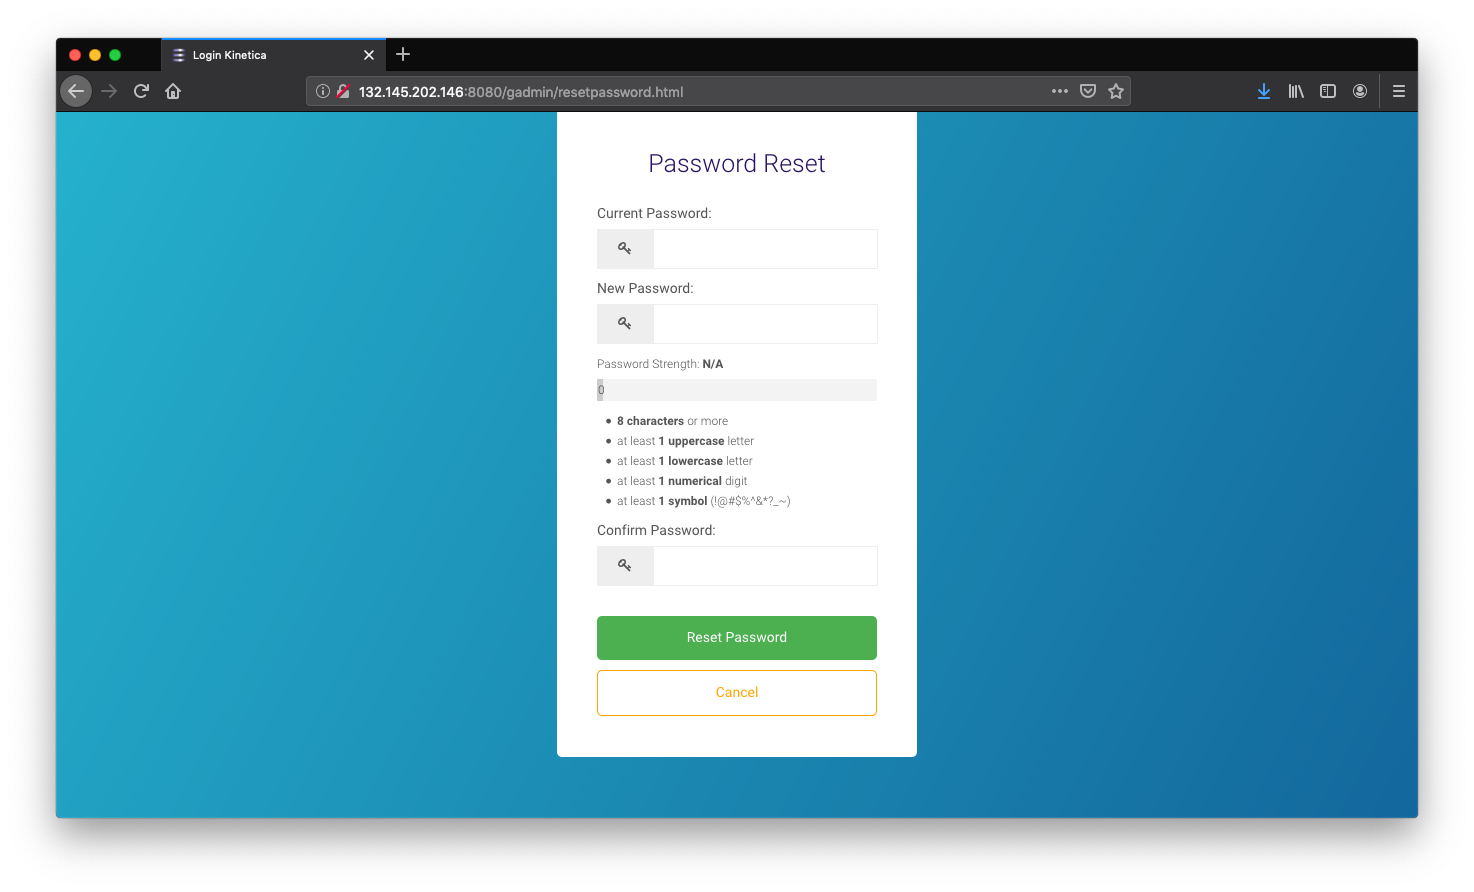 Login Kinetica
132.145.202.146:8080/gadmin/resetpassword.html
Password Reset
Current Password:
New Password:
Password Strength: N/A
0
8 characters or more
at least 1 uppercase letter
at least 1 lowercase letter
at least 1 numerical digit
at least 1 symbol (!@#$%^&*?_~)
Confirm Password:
Reset Password
Cancel